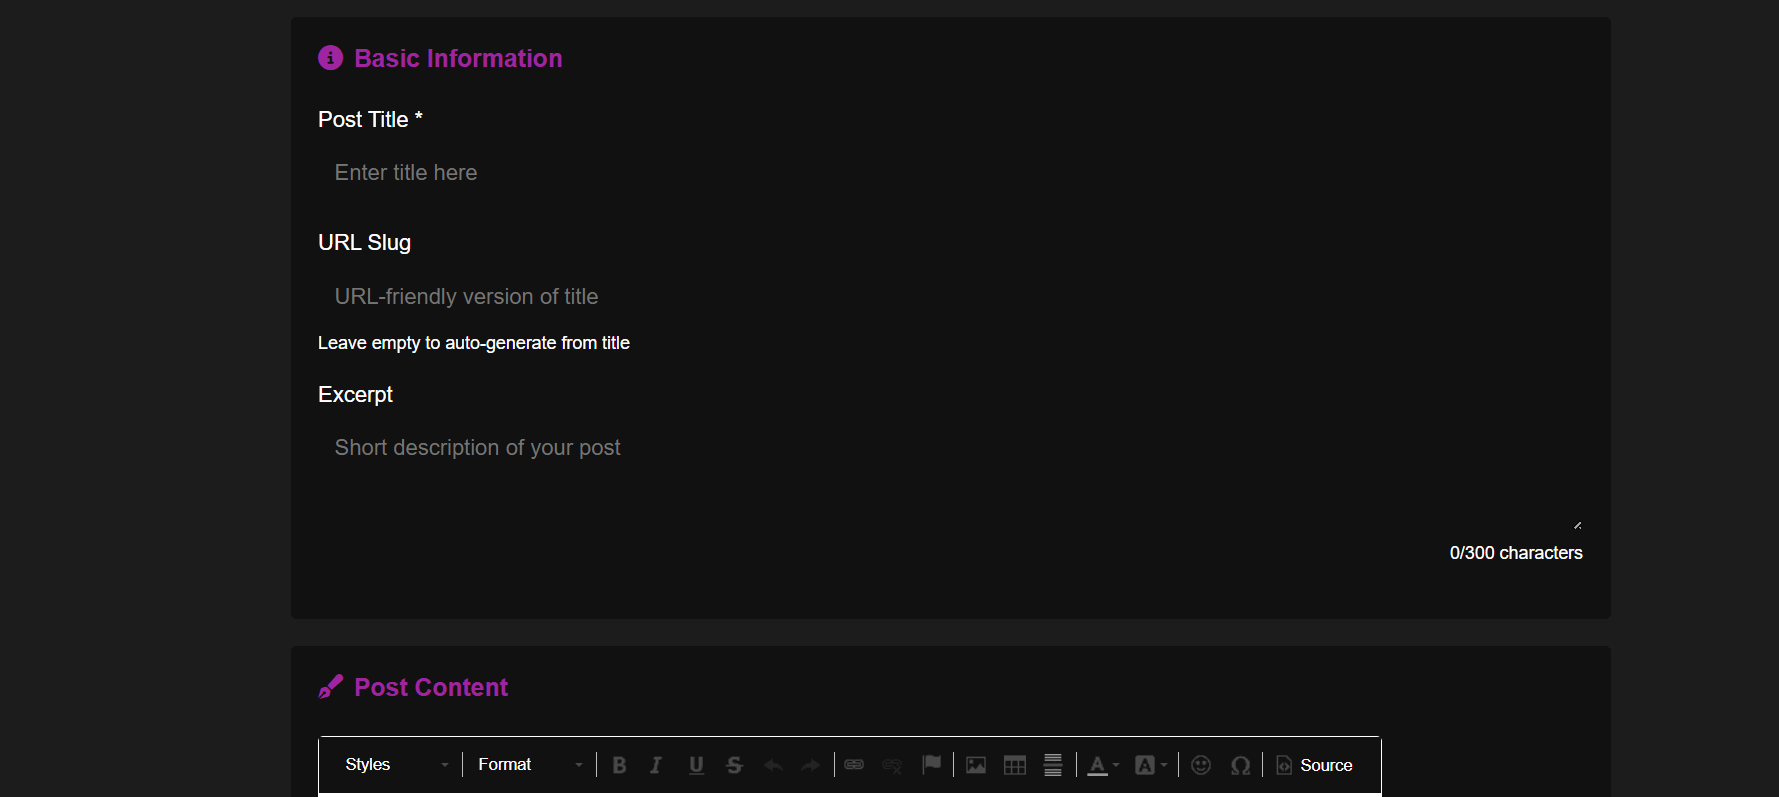 Basic Information
Post Title *
Enter title here
URL Slug
URL-friendly version of title
Leave empty to auto-generate from title
Excerpt
Short description of your post
0/300 characters
Post Content
Styles Format B I U S A A Ω Source